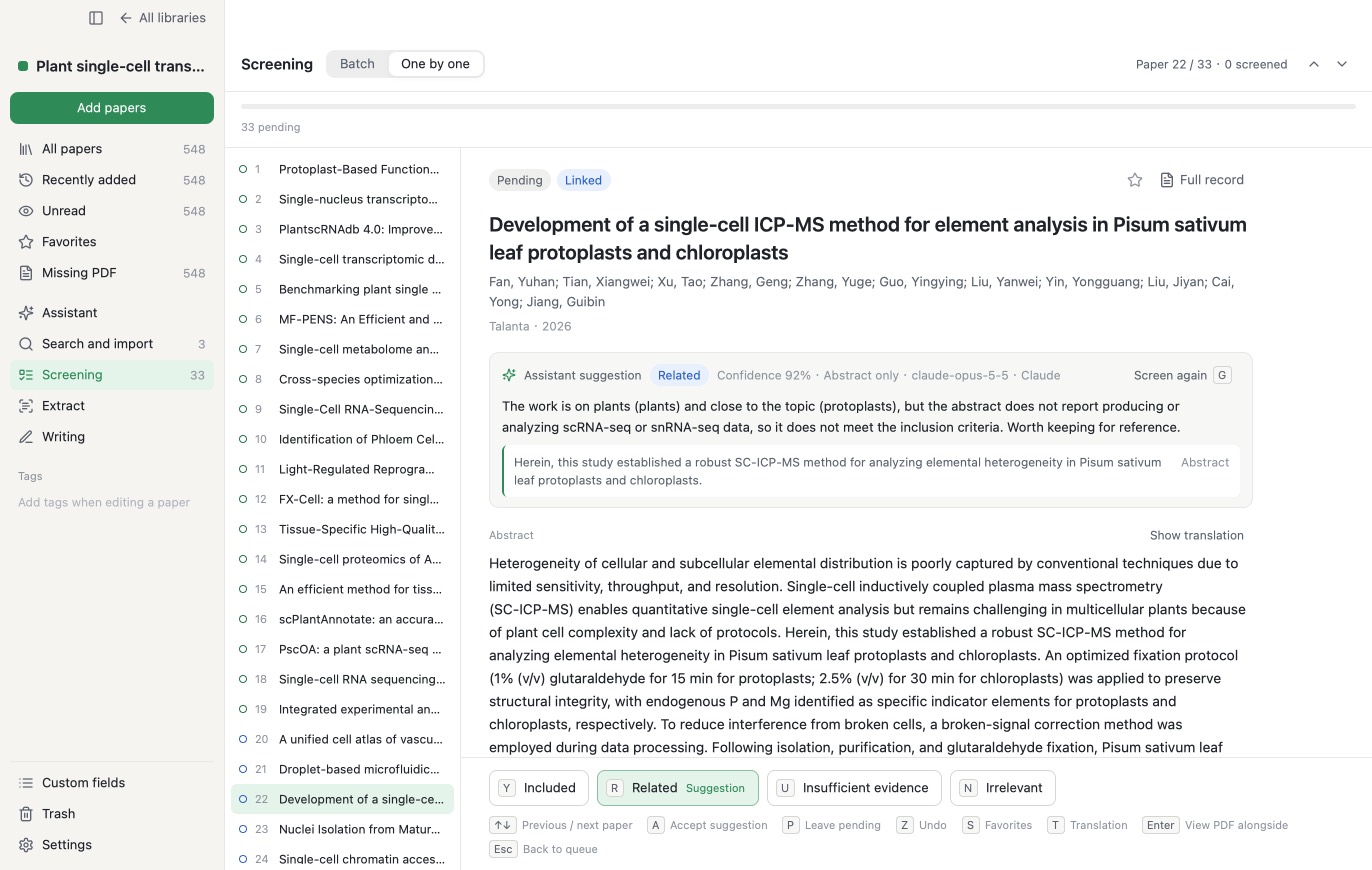 All libraries
Plant single-cell trans...
Add papers
All papers 548
Recently added 548
Unread 548
Favorites
Missing PDF 548
Assistant
Search and import 3
Screening 33
Extract
Writing
Tags
Add tags when editing a paper
Custom fields
Trash
Settings
Screening Batch One by one Paper 22 / 33 · 0 screened
33 pending
1 Protoplast-Based Function...
2 Single-nucleus transcripto...
3 PlantscRNAdb 4.0: Improve...
4 Single-cell transcriptomic d...
5 Benchmarking plant single ...
6 MF-PENS: An Efficient and ...
7 Single-cell metabolome an...
8 Cross-species optimization...
9 Single-Cell RNA-Sequencin...
10 Identification of Phloem Cel...
11 Light-Regulated Reprogra...
12 FX-Cell: a method for singl...
13 Tissue-Specific High-Qualit...
14 Single-cell proteomics of A...
15 An efficient method for tiss...
16 scPlantAnnotate: an accura...
17 PscOA: a plant scRNA-seq ...
18 Single-cell RNA sequencing...
19 Integrated experimental an...
20 A unified cell atlas of vascu...
21 Droplet-based microfluidic...
22 Development of a single-ce...
23 Nuclei Isolation from Matur...
24 Single-cell chromatin acces...
Pending Linked Full record
Development of a single-cell ICP-MS method for element analysis in Pisum sativum
leaf protoplasts and chloroplasts
Fan, Yuhan; Tian, Xiangwei; Xu, Tao; Zhang, Geng; Zhang, Yuge; Guo, Yingying; Liu, Yanwei; Yin, Yongguang; Liu, Jiyan; Cai,
Yong; Jiang, Guibin
Talanta · 2026
Assistant suggestion Related Confidence 92% · Abstract only · claude-opus-5-5 · Claude Screen again G
The work is on plants (plants) and close to the topic (protoplasts), but the abstract does not report producing or
analyzing scRNA-seq or snRNA-seq data, so it does not meet the inclusion criteria. Worth keeping for reference.
Herein, this study established a robust SC-ICP-MS method for analyzing elemental heterogeneity in Pisum sativum Abstract
leaf protoplasts and chloroplasts.
Abstract Show translation
Heterogeneity of cellular and subcellular elemental distribution is poorly captured by conventional techniques due to
limited sensitivity, throughput, and resolution. Single-cell inductively coupled plasma mass spectrometry
(SC-ICP-MS) enables quantitative single-cell element analysis but remains challenging in multicellular plants because
of plant cell complexity and lack of protocols. Herein, this study established a robust SC-ICP-MS method for
analyzing elemental heterogeneity in Pisum sativum leaf protoplasts and chloroplasts. An optimized fixation protocol
(1% (v/v) glutaraldehyde for 15 min for protoplasts; 2.5% (v/v) for 30 min for chloroplasts) was applied to preserve
structural integrity, with endogenous P and Mg identified as specific indicator elements for protoplasts and
chloroplasts, respectively. To reduce interference from broken cells, a broken-signal correction method was
employed during data processing. Following isolation, purification, and glutaraldehyde fixation, Pisum sativum leaf
Y Included R Related Suggestion U Insufficient evidence N Irrelevant
↑↓ Previous / next paper A Accept suggestion P Leave pending Z Undo S Favorites T Translation Enter View PDF alongside
Esc Back to queue